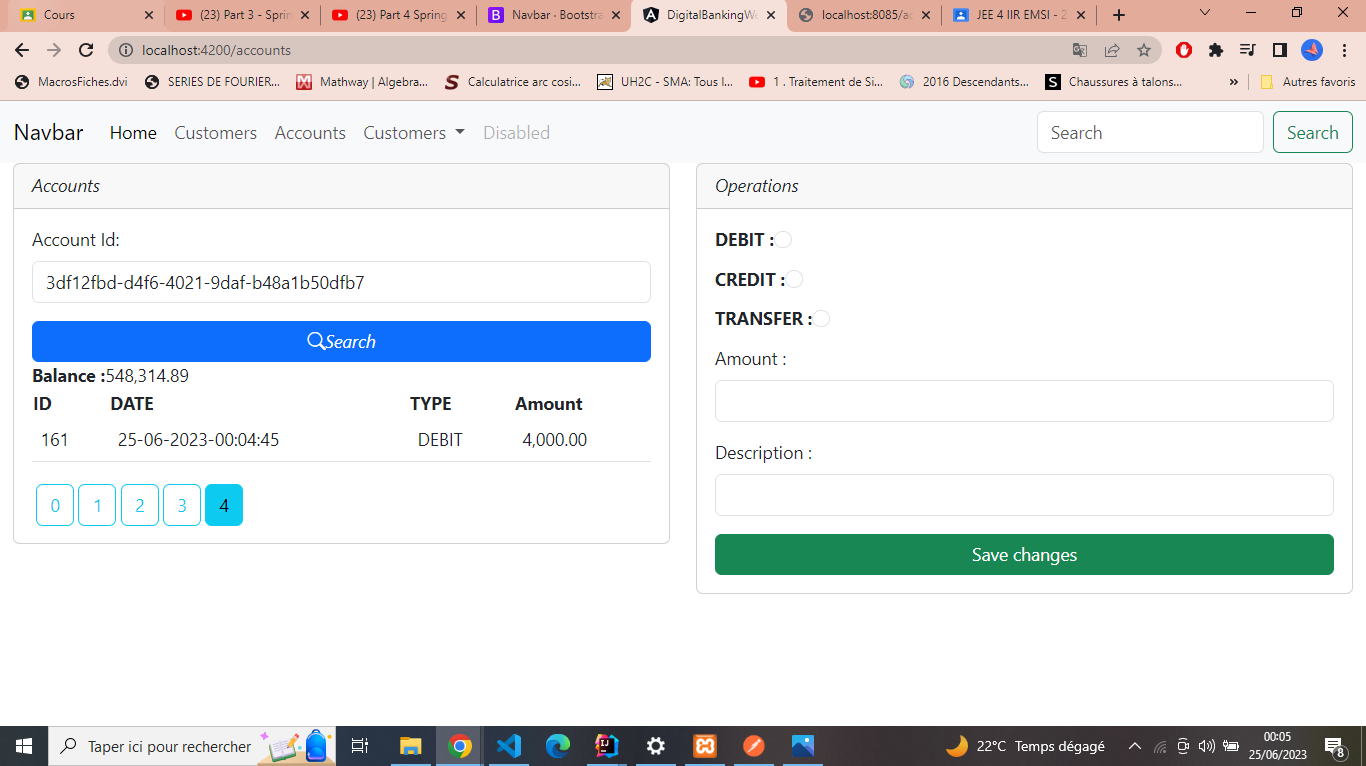 Cours
(23) Part 3 - Sprin
(23) Part 4 Spring
Navbar · Bootstra
DigitalBankingWe
localhost:8085/ac
JEE 4 IIR EMSI - 2
localhost:4200/accounts
MacrosFiches.dvi
SERIES DE FOURIER...
Mathway | Algebra...
Calculatrice arc cosi...
UH2C - SMA: Tous l...
1 . Traitement de Si...
2016 Descendants...
Chaussures à talons...
»
Autres favoris
Navbar
Home
Customers
Accounts
Customers
Disabled
Search
Search
Accounts
Account Id:
3df12fbd-d4f6-4021-9daf-b48a1b50dfb7
Search
Balance :548,314.89
ID DATE TYPE Amount
161 25-06-2023-00:04:45 DEBIT 4,000.00
0 1 2 3 4
Operations
DEBIT :
CREDIT :
TRANSFER :
Amount :
Description :
Save changes
Taper ici pour rechercher
22°C Temps dégagé
00:05
25/06/2023
8